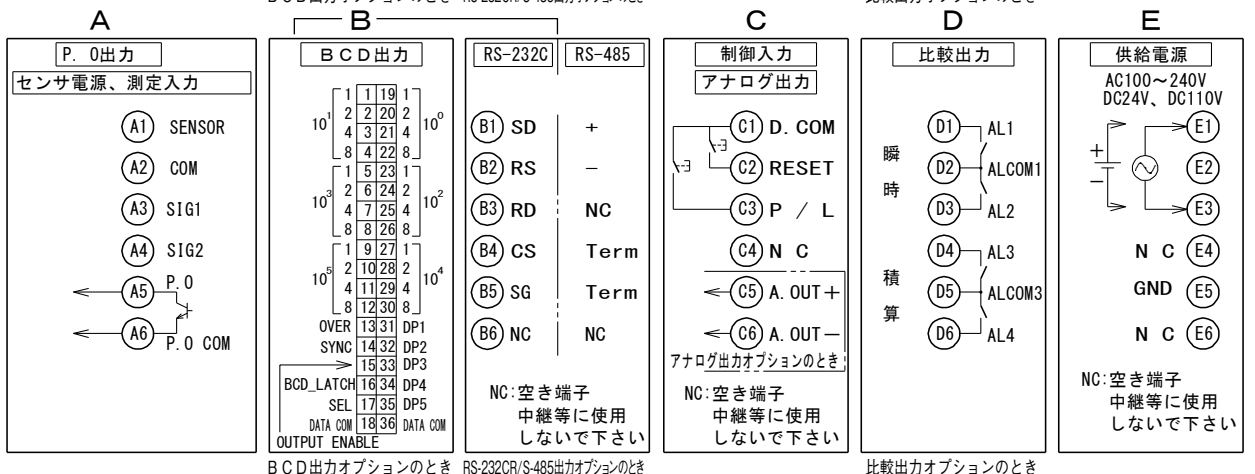 BCD出力オプションのとき RS-232CR/S-485出力オプションのとき 比較出力オプションのとき
A B C D E
P. O出力
センサ電源、測定入力
A1 SENSOR
A2 COM
A3 SIG1
A4 SIG2
A5 P.O
A6 P.O COM
BCD出力
10¹ 10⁰
1 1 19 1
2 2 20 2
4 3 21 4
8 4 22 8
10³ 10²
1 5 23 1
2 6 24 2
4 7 25 4
8 8 26 8
10⁵ 10⁴
1 9 27 1
2 10 28 2
4 11 29 4
8 12 30 8
OVER 13 31 DP1
SYNC 14 32 DP2
15 33 DP3
BCD_LATCH 16 34 DP4
SEL 17 35 DP5
DATA COM 18 36 DATA COM
OUTPUT ENABLE
RS-232C RS-485
B1 SD +
B2 RS −
B3 RD NC
B4 CS Term
B5 SG Term
B6 NC NC
NC:空き端子
中継等に使用
しないで下さい
制御入力
アナログ出力
C1 D. COM
C2 RESET
C3 P / L
C4 N C
C5 A. OUT+
C6 A. OUT−
アナログ出力オプションのとき
NC:空き端子
中継等に使用
しないで下さい
比較出力
瞬時
D1 AL1
D2 ALCOM1
D3 AL2
積算
D4 AL3
D5 ALCOM3
D6 AL4
供給電源
AC100〜240V
DC24V、DC110V
+ E1
E2
− E3
N C E4
GND E5
N C E6
NC:空き端子
中継等に使用
しないで下さい
BCD出力オプションのとき RS-232CR/S-485出力オプションのとき 比較出力オプションのとき